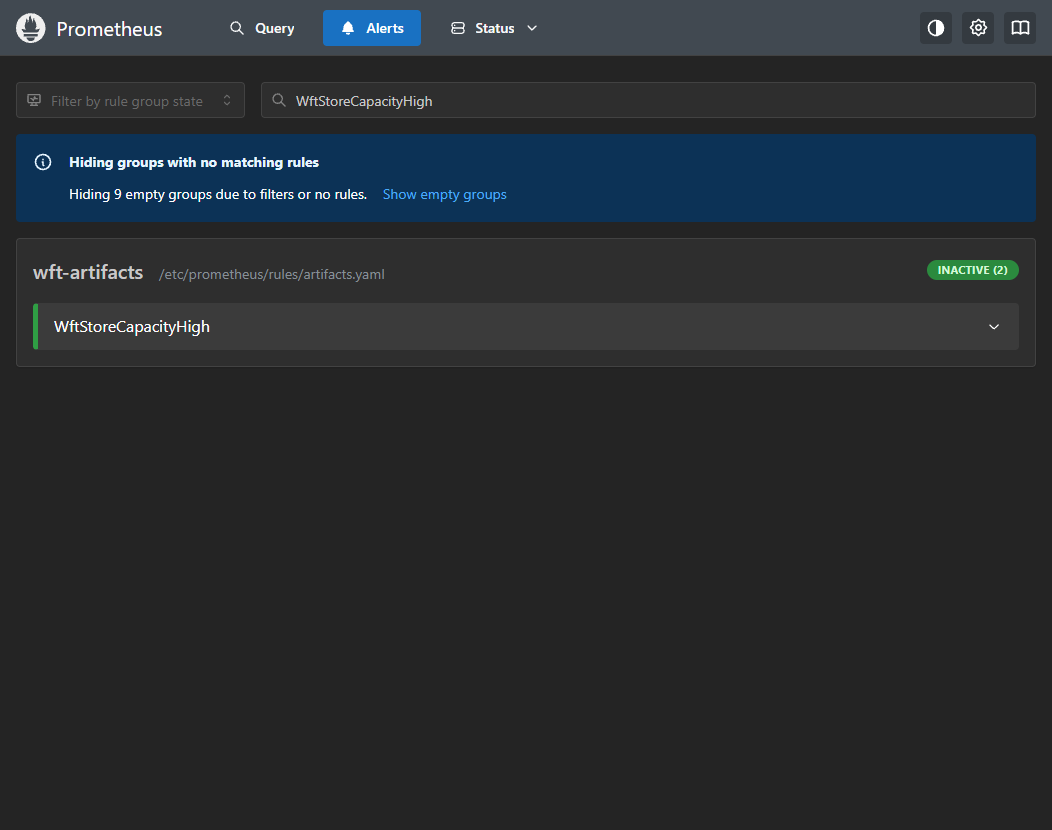 Prometheus Query Alerts Status
Filter by rule group state WftStoreCapacityHigh
Hiding groups with no matching rules
Hiding 9 empty groups due to filters or no rules. Show empty groups
wft-artifacts /etc/prometheus/rules/artifacts.yaml INACTIVE (2)
WftStoreCapacityHigh